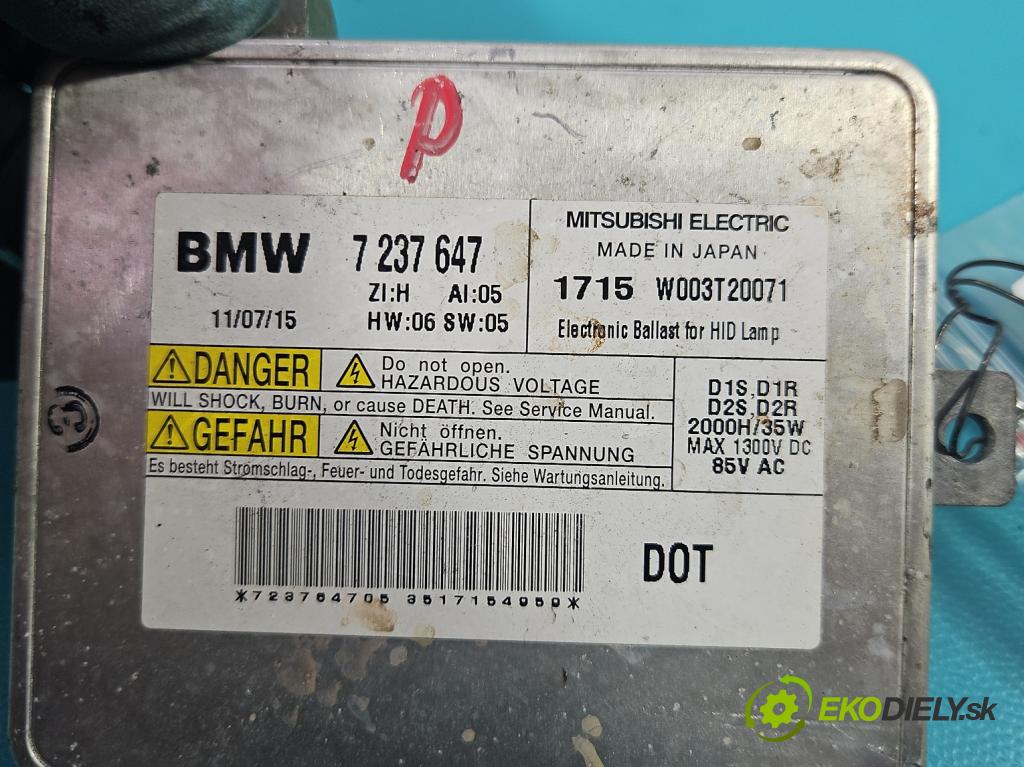 P
BMW 7 237 647
ZI:H AI:05
11/07/15 HW:06 SW:05
MITSUBISHI ELECTRIC
MADE IN JAPAN
1715 W003T20071
Electronic Ballast for HID Lamp
DANGER Do not open.
HAZARDOUS VOLTAGE
WILL SHOCK, BURN, or cause DEATH. See Service Manual.
GEFAHR Nicht öffnen.
GEFÄHRLICHE SPANNUNG
Es besteht Stromschlag-, Feuer- und Todesgefahr. Siehe Wartungsanleitung.
D1S,D1R
D2S,D2R
2000H/35W
MAX 1300V DC
85V AC
*723764705 3517154959*
DOT
EKODIELY.sk